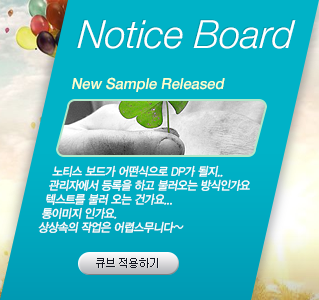 Notice Board
New Sample Released
노티스 보드가 어떤식으로 DP가 될지..
관리자에서 등록을 하고 불러오는 방식인가요
텍스트를 불러 오는 건가요...
통이미지 인가요.
상상속의 작업은 어렵스무니다~
큐브 적용하기